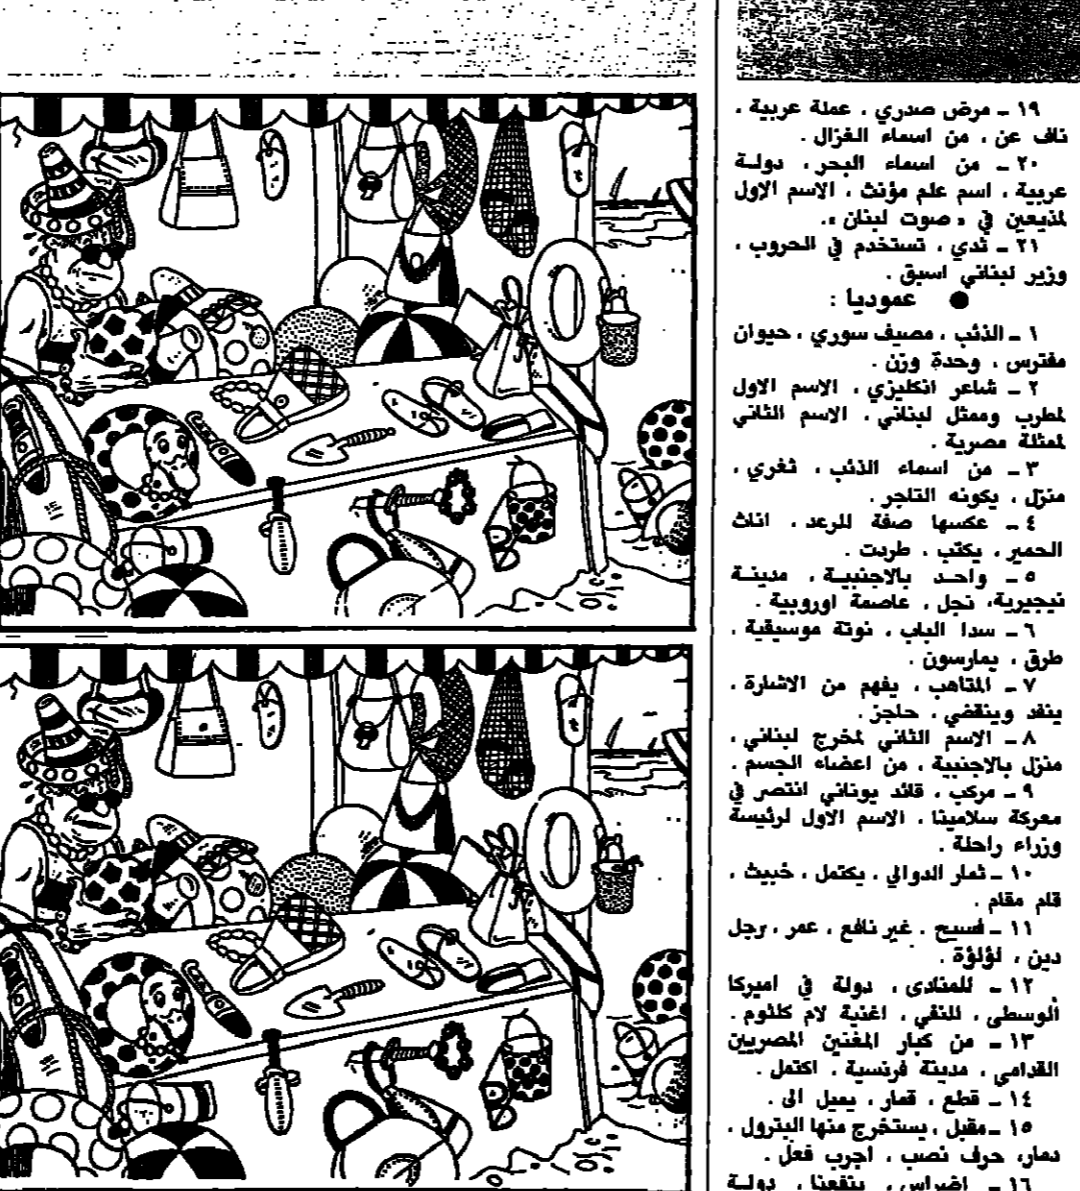 ١٩ ـ مرض صدري ، عملة عربية ،
ناف عن ، من اسماء الغزال .
٢٠ ـ من اسماء البحر ، دولة
عربية ، اسم علم مؤنث ، الاسم الاول
لمذيعين في « صوت لبنان » .
٢١ ـ ثدي ، تستخدم في الحروب ،
وزير لبناني اسبق .
● عموديا :
١ ـ الذئب ، مصيف سوري ، حيوان
مفترس ، وحدة وزن .
٢ ـ شاعر انكليزي ، الاسم الاول
لمطرب وممثل لبناني ، الاسم الثاني
لممثلة مصرية .
٣ ـ من اسماء الذئب ، ثغري ،
منزل ، يكونه التاجر .
٤ ـ عكسها صفة للرعد ، اناث
الحمير ، يكتب ، طربت .
٥ ـ واحد بالاجنبية ، مدينة
نيجيرية، نجل ، عاصمة اوروبية .
٦ ـ سدا الباب ، نوتة موسيقية ،
طرق ، يمارسون .
٧ ـ المتاهب ، يفهم من الاشارة ،
ينفد وينقضي ، حاجز .
٨ ـ الاسم الثاني لمخرج لبناني ،
منزل بالاجنبية ، من اعضاء الجسم .
٩ ـ مركب ، قائد يوناني انتصر في
معركة سلامينا ، الاسم الاول لرئيسة
وزراء راحلة .
١٠ ـ ثمار الدوالي ، يكتمل ، خبيث ،
قام مقام .
١١ ـ فسيح ، غير نافع ، عمر ، رجل
دين ، لؤلؤة .
١٢ ـ للمنادى ، دولة في اميركا
الوسطى ، للنفي ، اغنية لام كلثوم .
١٣ ـ من كبار المغنين المصريين
القدامى ، مدينة فرنسية ، اكتمل .
١٤ ـ قطع ، قمار ، يميل الى .
١٥ ـ مقبل ، يستخرج منها البترول ،
دمار، حرف نصب ، اجرب فعل .
١٦ ـ اضراس ، ينفعنا ، دولة